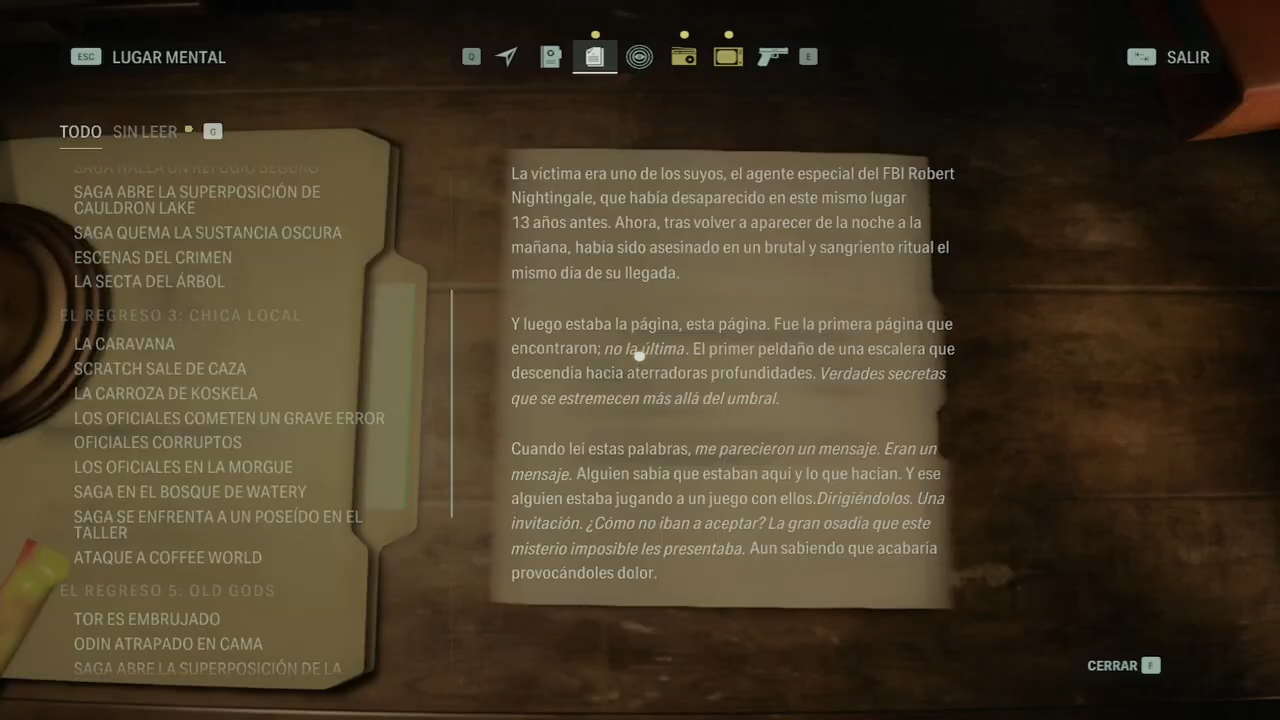 ESC LUGAR MENTAL
Q
E
SALIR
TODO SIN LEER G
SAGA HALLA UN REFUGIO SEGURO
SAGA ABRE LA SUPERPOSICIÓN DE
CAULDRON LAKE
SAGA QUEMA LA SUSTANCIA OSCURA
ESCENAS DEL CRIMEN
LA SECTA DEL ÁRBOL
EL REGRESO 3: CHICA LOCAL
LA CARAVANA
SCRATCH SALE DE CAZA
LA CARROZA DE KOSKELA
LOS OFICIALES COMETEN UN GRAVE ERROR
OFICIALES CORRUPTOS
LOS OFICIALES EN LA MORGUE
SAGA EN EL BOSQUE DE WATERY
SAGA SE ENFRENTA A UN POSEÍDO EN EL
TALLER
ATAQUE A COFFEE WORLD
EL REGRESO 5: OLD GODS
TOR ES EMBRUJADO
ODIN ATRAPADO EN CAMA
SAGA ABRE LA SUPERPOSICIÓN DE LA
La víctima era uno de los suyos, el agente especial del FBI Robert
Nightingale, que había desaparecido en este mismo lugar
13 años antes. Ahora, tras volver a aparecer de la noche a la
mañana, había sido asesinado en un brutal y sangriento ritual el
mismo día de su llegada.
Y luego estaba la página, esta página. Fue la primera página que
encontraron; no la última. El primer peldaño de una escalera que
descendía hacia aterradoras profundidades. Verdades secretas
que se estremecen más allá del umbral.
Cuando leí estas palabras, me parecieron un mensaje. Eran un
mensaje. Alguien sabía que estaban aquí y lo que hacían. Y ese
alguien estaba jugando a un juego con ellos.Dirigiéndolos. Una
invitación. ¿Cómo no iban a aceptar? La gran osadía que este
misterio imposible les presentaba. Aun sabiendo que acabaría
provocándoles dolor.
CERRAR